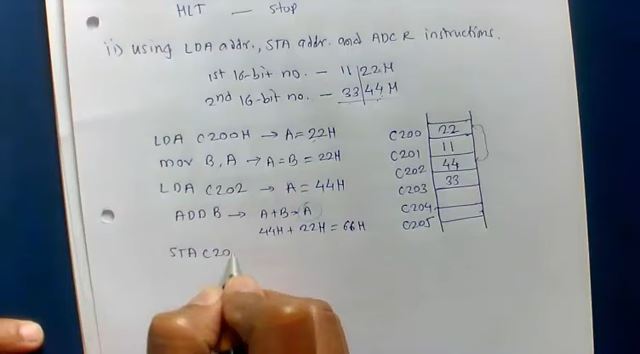 HLT — stop
ii) using LDA addr., STA addr. and ADC R instructions.
1st 16-bit no. - 11|22H
2nd 16-bit no. - 33|44H
LDA C200H → A=22H
mov B,A → A=B=22H
LDA C202 → A=44H
ADD B → A+B→A
44H+22H=66H
STA C20
C200 22
C201 11
C202 44
C203 33
C204
C205